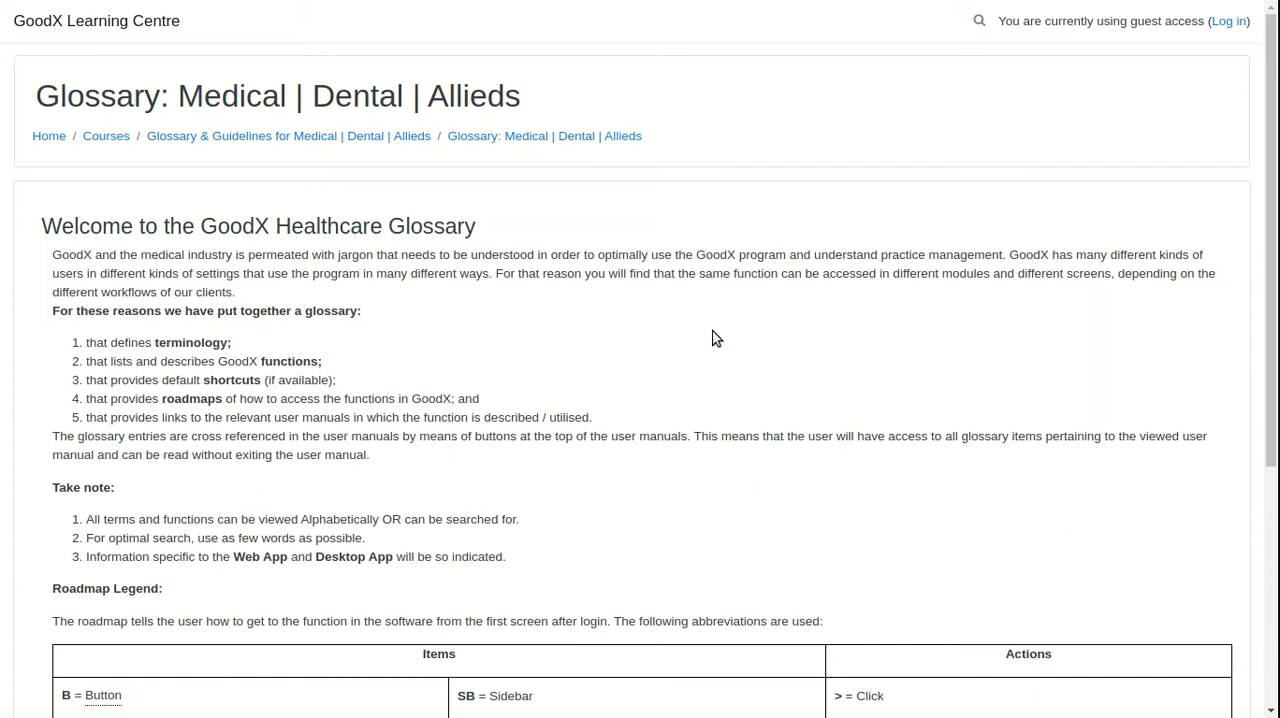 GoodX Learning Centre
You are currently using guest access (Log in)
Glossary: Medical | Dental | Allieds
Home / Courses / Glossary & Guidelines for Medical | Dental | Allieds / Glossary: Medical | Dental | Allieds
Welcome to the GoodX Healthcare Glossary
GoodX and the medical industry is permeated with jargon that needs to be understood in order to optimally use the GoodX program and understand practice management. GoodX has many different kinds of
users in different kinds of settings that use the program in many different ways. For that reason you will find that the same function can be accessed in different modules and different screens, depending on the
different workflows of our clients.
For these reasons we have put together a glossary:
1. that defines terminology;
2. that lists and describes GoodX functions;
3. that provides default shortcuts (if available);
4. that provides roadmaps of how to access the functions in GoodX; and
5. that provides links to the relevant user manuals in which the function is described / utilised.
The glossary entries are cross referenced in the user manuals by means of buttons at the top of the user manuals. This means that the user will have access to all glossary items pertaining to the viewed user
manual and can be read without exiting the user manual.
Take note:
1. All terms and functions can be viewed Alphabetically OR can be searched for.
2. For optimal search, use as few words as possible.
3. Information specific to the Web App and Desktop App will be so indicated.
Roadmap Legend:
The roadmap tells the user how to get to the function in the software from the first screen after login. The following abbreviations are used:
Items
Actions
B = Button
SB = Sidebar
> = Click